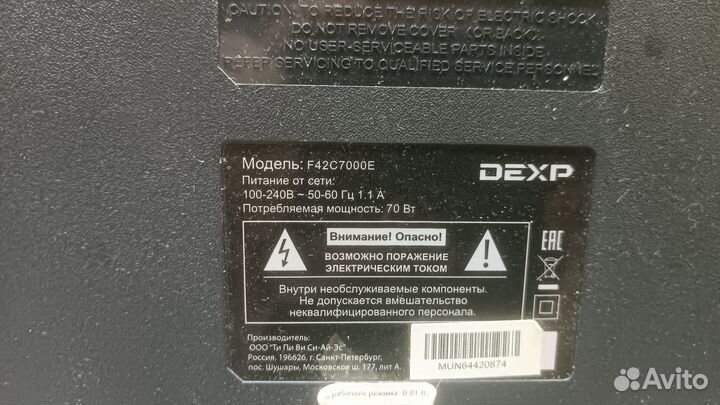 CAUTION: TO REDUCE THE RISK OF ELECTRIC SHOCK,
DO NOT REMOVE COVER (OR BACK).
NO USER-SERVICEABLE PARTS INSIDE.
REFER SERVICING TO QUALIFIED SERVICE PERSONNEL.
Модель: F42C7000E
DEXP
Питание от сети:
100-240В ~ 50-60 Гц 1.1 А
Потребляемая мощность: 70 Вт
Внимание! Опасно!
ВОЗМОЖНО ПОРАЖЕНИЕ
ЭЛЕКТРИЧЕСКИМ ТОКОМ
EAC
Внутри необслуживаемые компоненты.
Не допускается вмешательство
неквалифицированного персонала.
Производитель:
ООО "Ти Пи Ви Си-Ай-Эс"
Россия, 196626, г. Санкт-Петербург,
пос. Шушары, Московское ш. 177, лит А.
MUN64420874
рабочего режима: 0,01 В
Avito